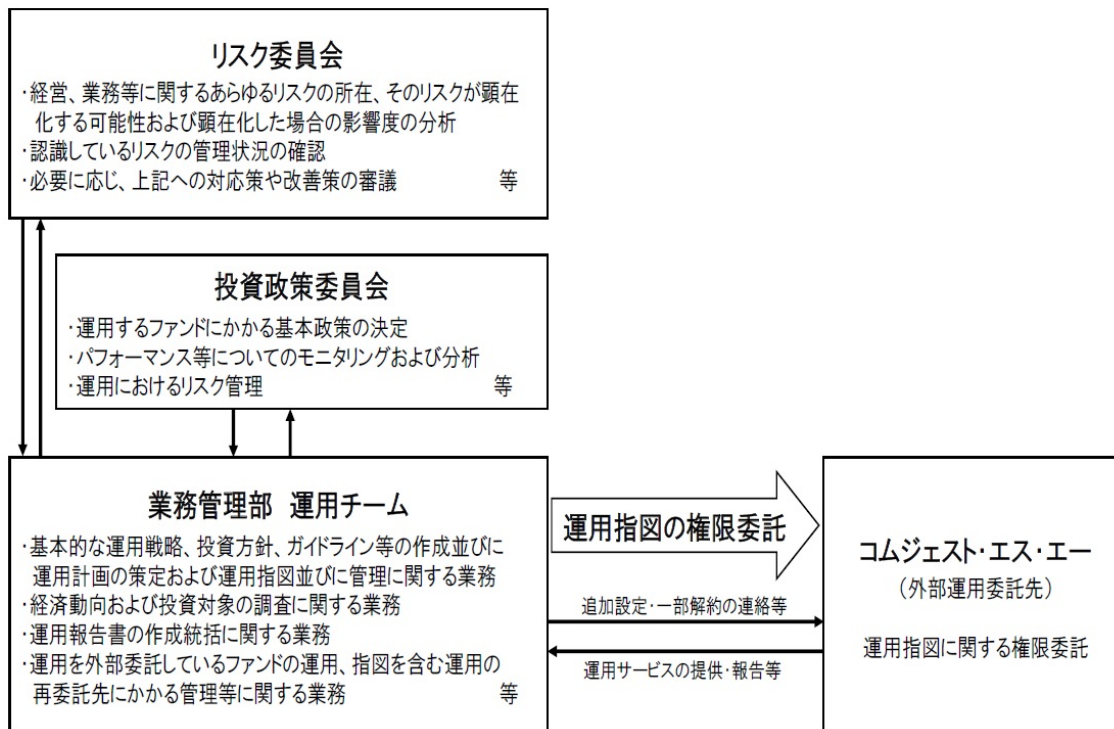 リスク委員会
・経営、業務等に関するあらゆるリスクの所在、そのリスクが顕在
化する可能性および顕在化した場合の影響度の分析
・認識しているリスクの管理状況の確認
・必要に応じ、上記への対応策や改善策の審議 等
投資政策委員会
・運用するファンドにかかる基本政策の決定
・パフォーマンス等についてのモニタリングおよび分析
・運用におけるリスク管理 等
業務管理部 運用チーム
・基本的な運用戦略、投資方針、ガイドライン等の作成並びに
運用計画の策定および運用指図並びに管理に関する業務
・経済動向および投資対象の調査に関する業務
・運用報告書の作成統括に関する業務
・運用を外部委託しているファンドの運用、指図を含む運用の
再委託先にかかる管理等に関する業務 等
運用指図の権限委託
追加設定・一部解約の連絡等
運用サービスの提供・報告等
コムジェスト・エス・エー
（外部運用委託先）
運用指図に関する権限委託